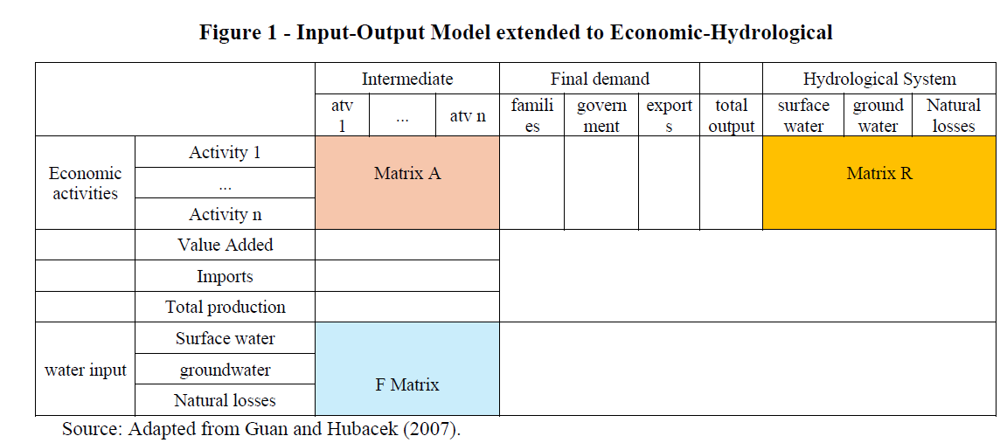 Figure 1 - Input-Output Model extended to Economic-Hydrological
Intermediate Final demand Hydrological System
atv 1 ... atv n famili es govern ment export s total output surface water ground water Natural losses
Economic activities
Activity 1
...
Activity n
Matrix A
Matrix R
Value Added
Imports
Total production
water input
Surface water
groundwater
Natural losses
F Matrix
Source: Adapted from Guan and Hubacek (2007).